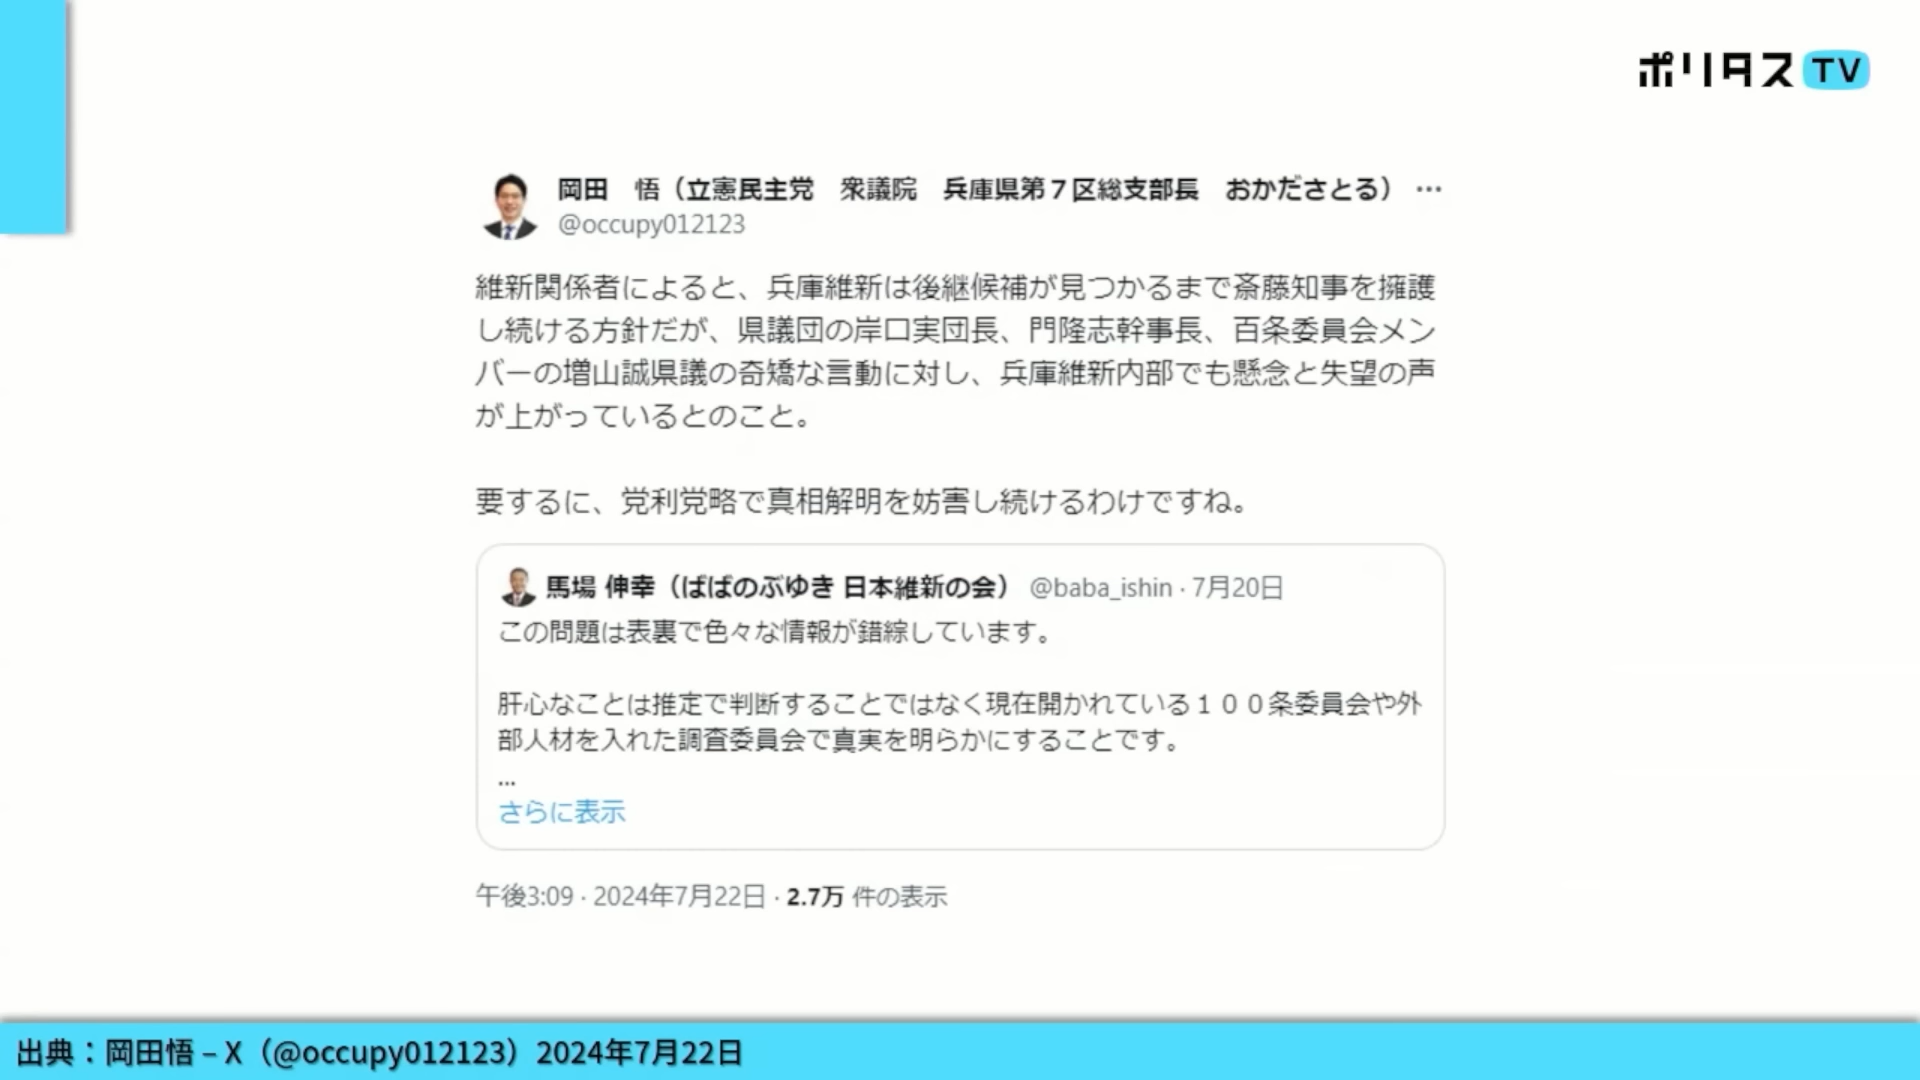 ポリタスTV
岡田　悟（立憲民主党　衆議院　兵庫県第７区総支部長　おかださとる） …
@occupy012123
維新関係者によると、兵庫維新は後継候補が見つかるまで斎藤知事を擁護
し続ける方針だが、県議団の岸口実団長、門隆志幹事長、百条委員会メン
バーの増山誠県議の奇矯な言動に対し、兵庫維新内部でも懸念と失望の声
が上がっているとのこと。
要するに、党利党略で真相解明を妨害し続けるわけですね。
馬場 伸幸（ばばのぶゆき 日本維新の会） @baba_ishin · 7月20日
この問題は表裏で色々な情報が錯綜しています。
肝心なことは推定で判断することではなく現在開かれている１００条委員会や外
部人材を入れた調査委員会で真実を明らかにすることです。
...
さらに表示
午後3:09 · 2024年7月22日 · 2.7万 件の表示
出典：岡田悟 – X（@occupy012123）2024年7月22日